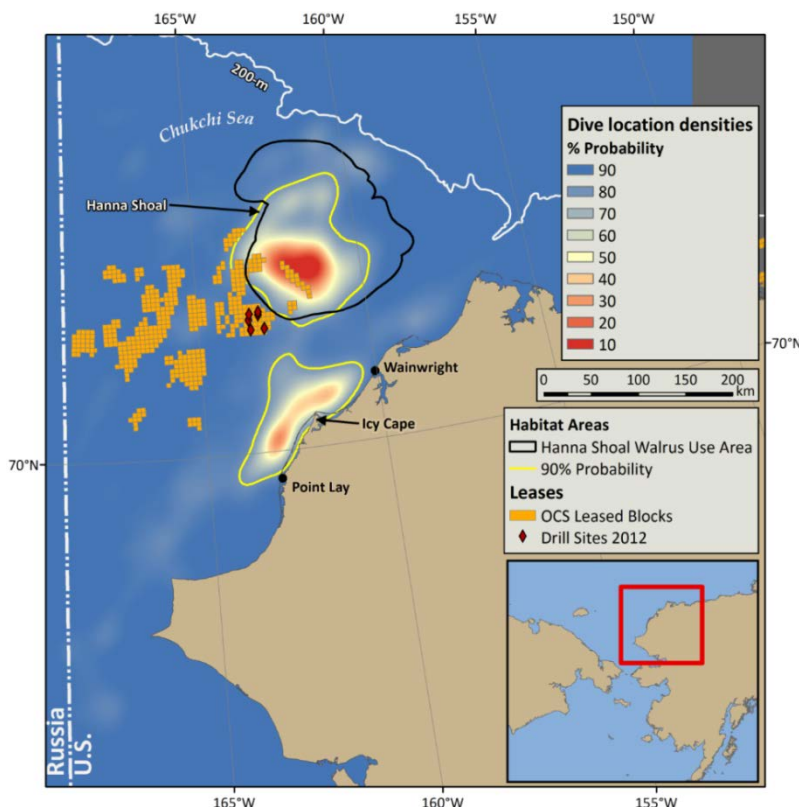 165°W
160°W
155°W
150°W
200-m
Chukchi Sea
Hanna Shoal
Dive location densities
% Probability
90
80
70
60
50
40
30
20
10
70°N
0 50 100 150 200
km
Wainwright
Icy Cape
70°N
Point Lay
Habitat Areas
Hanna Shoal Walrus Use Area
90% Probability
Leases
OCS Leased Blocks
Drill Sites 2012
Russia
U.S.
165°W
160°W
155°W